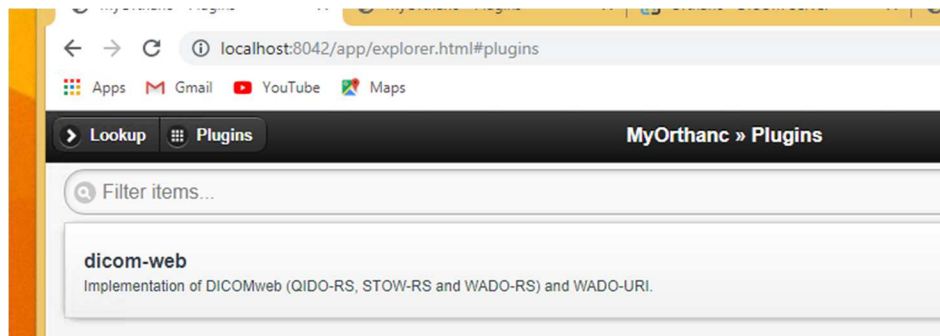 localhost:8042/app/explorer.html#plugins
Apps Gmail YouTube Maps
Lookup Plugins MyOrthanc » Plugins
Filter items...
dicom-web
Implementation of DICOMweb (QIDO-RS, STOW-RS and WADO-RS) and WADO-URI.